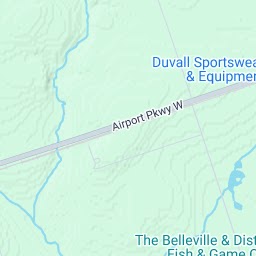 Duvall Sportswea
& Equipmen
Airport Pkwy W
The Belleville & Dist
Fish & Game C